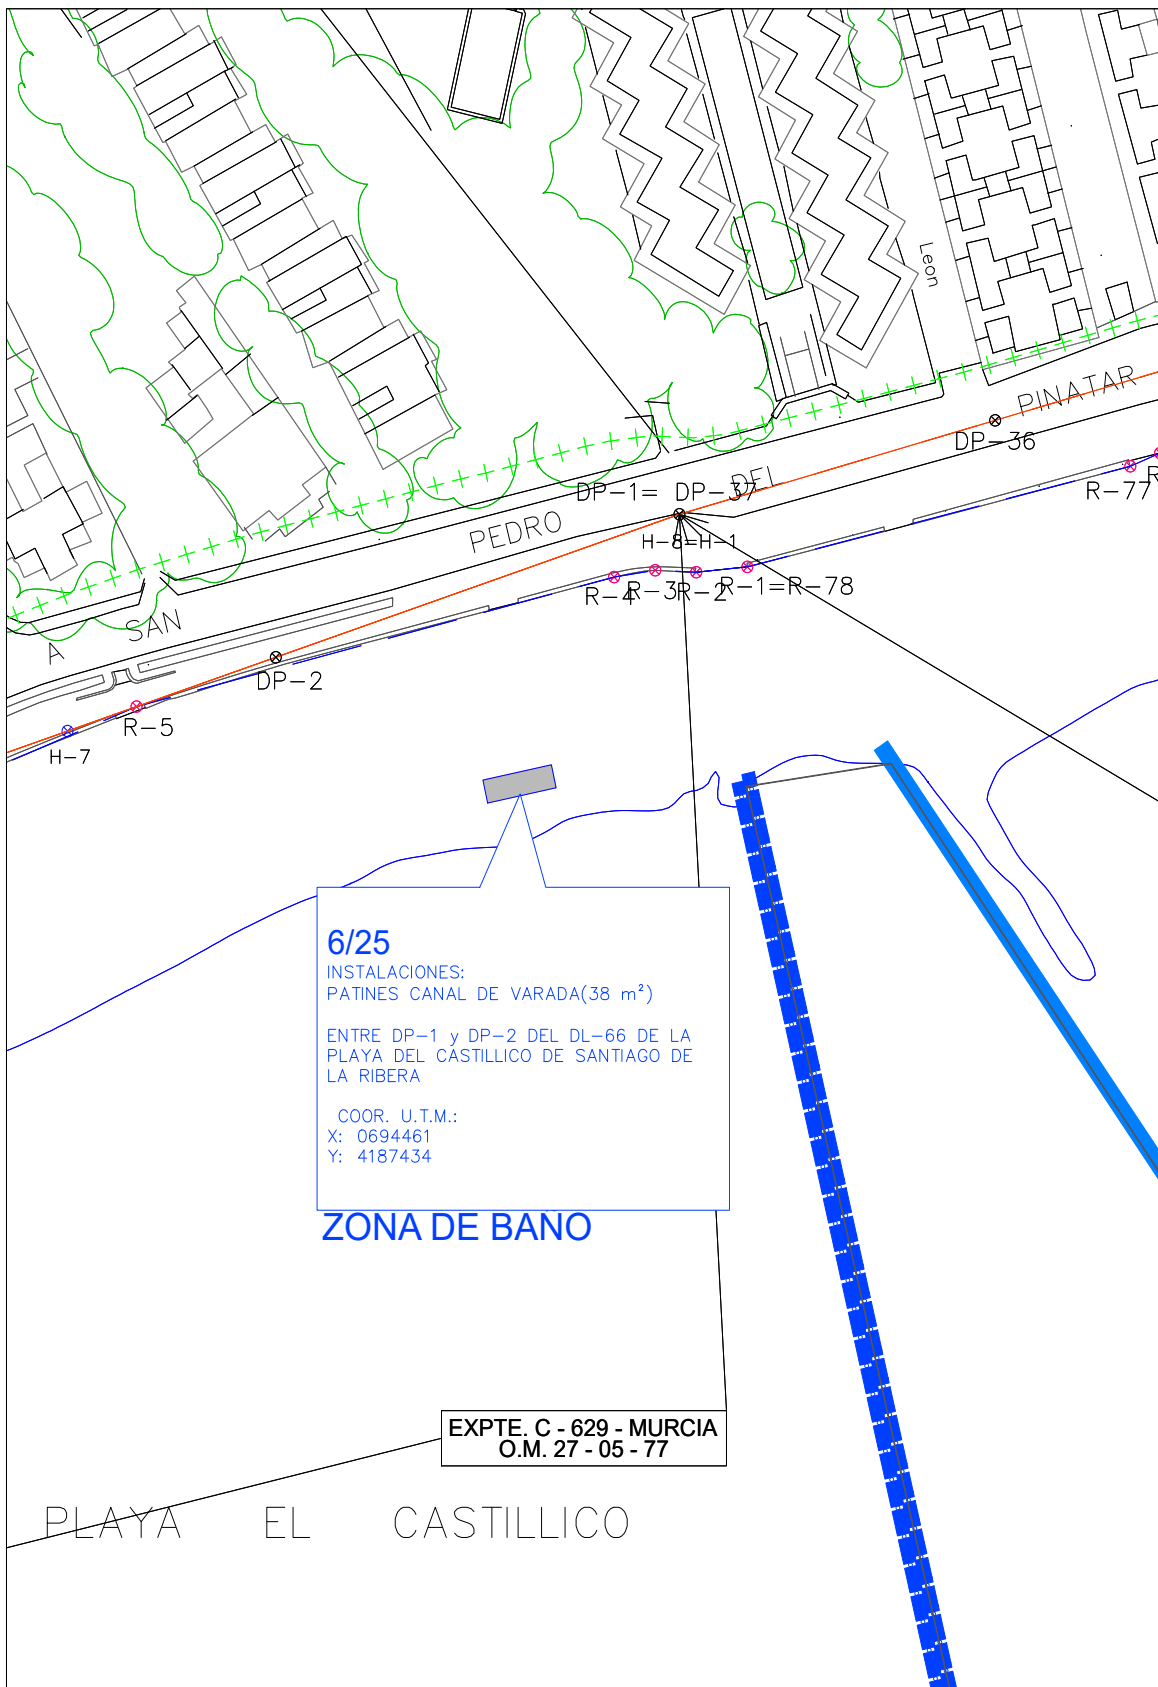 Leon
PINATAR
DP-36
DEL
DP-1= DP-37
R-77
R
PEDRO
H-8=H-1
R-4
R-3
R-2
R-1=R-78
SAN
A
DP-2
R-5
H-7
6/25
INSTALACIONES:
PATINES CANAL DE VARADA(38 m²)
ENTRE DP-1 y DP-2 DEL DL-66 DE LA
PLAYA DEL CASTILLICO DE SANTIAGO DE
LA RIBERA
COOR. U.T.M.:
X: 0694461
Y: 4187434
ZONA DE BAÑO
EXPTE. C - 629 - MURCIA
O.M. 27 - 05 - 77
PLAYA EL CASTILLICO